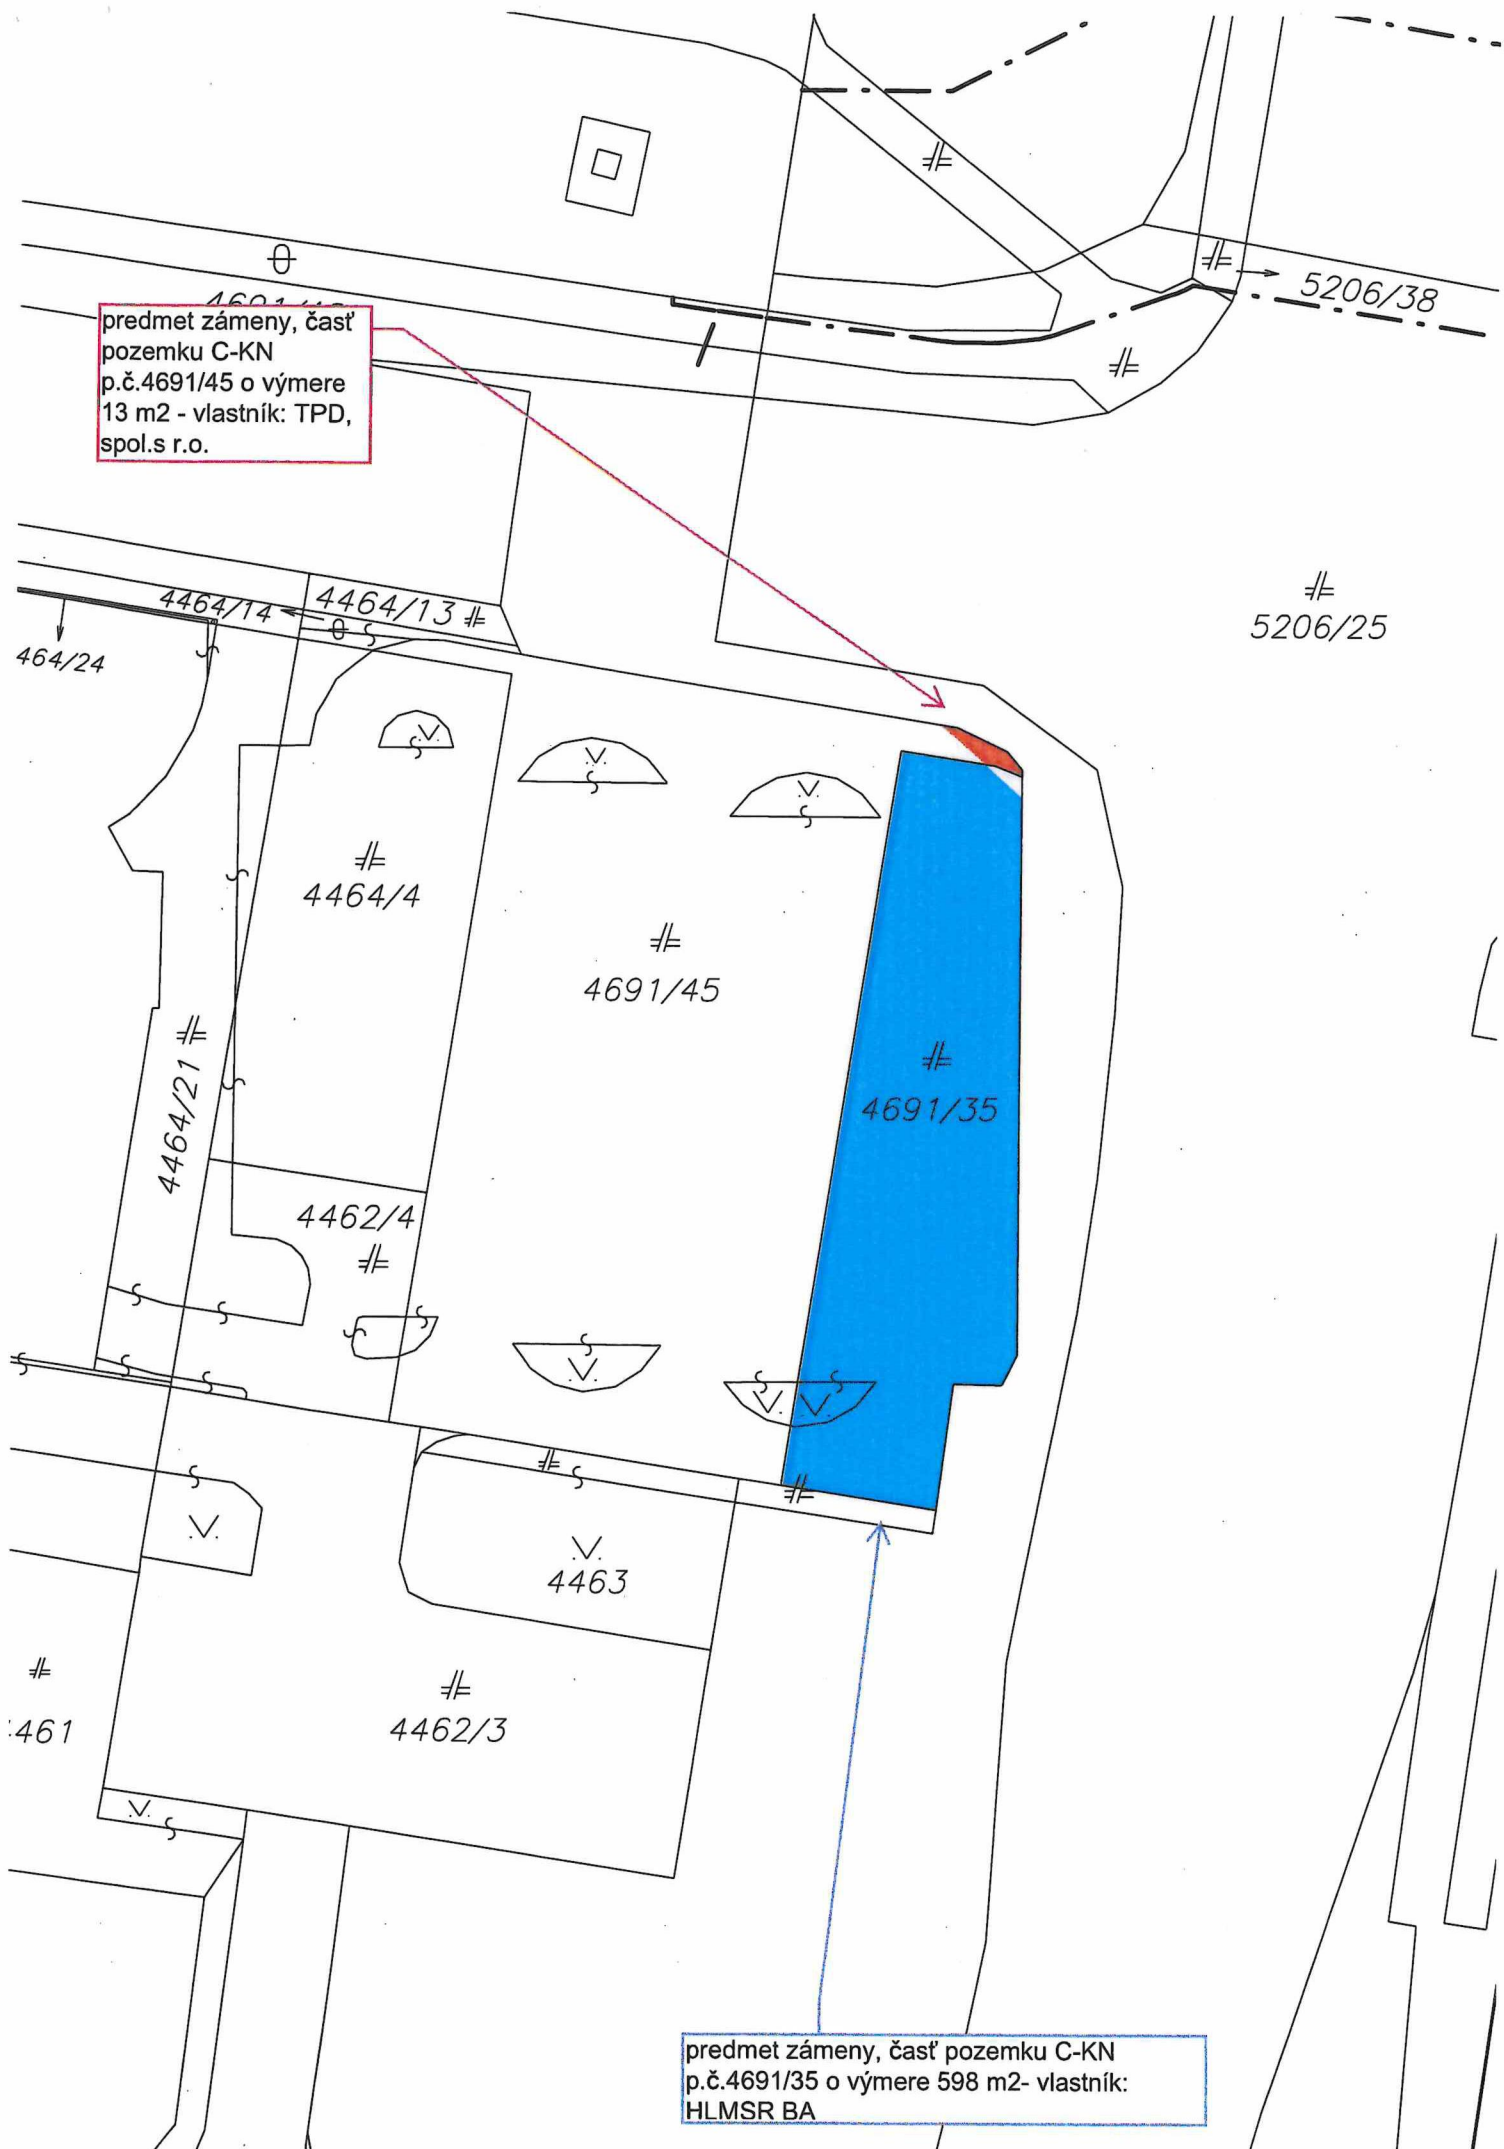 5206/38
predmet zámeny, časť
pozemku C-KN
p.č.4691/45 o výmere
13 m2 - vlastník: TPD,
spol.s r.o.
4464/14
4464/13
464/24
5206/25
4464/4
4691/45
4464/21
4691/35
4462/4
4463
461
4462/3
predmet zámeny, časť pozemku C-KN
p.č.4691/35 o výmere 598 m2- vlastník:
HLMSR BA